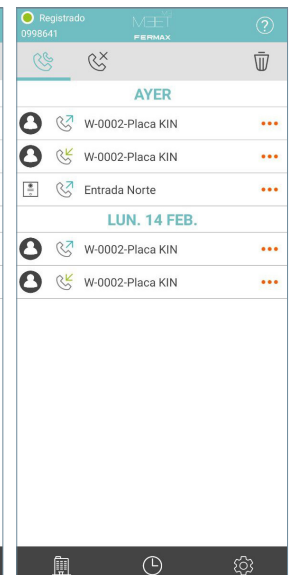 Registrado
0998641
MEET
FERMAX
?
AYER
W-0002-Placa KIN
W-0002-Placa KIN
Entrada Norte
LUN. 14 FEB.
W-0002-Placa KIN
W-0002-Placa KIN